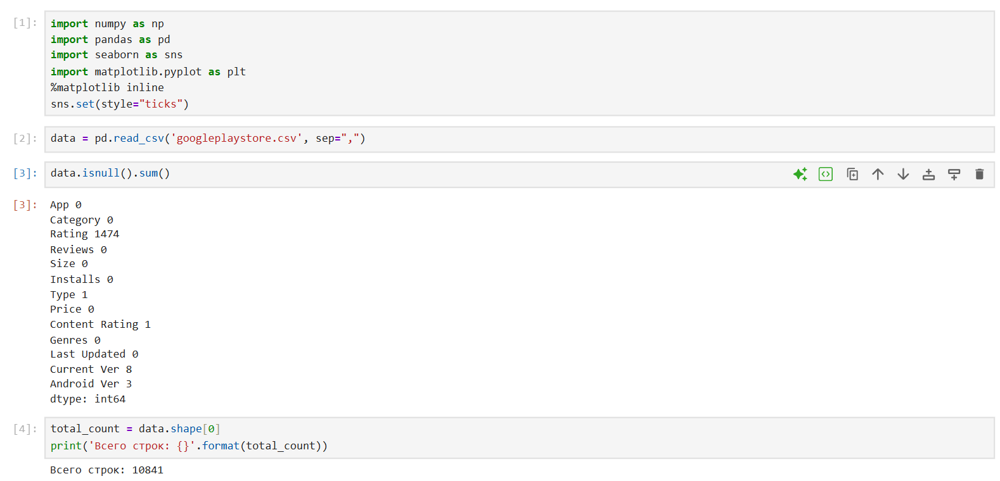 [1]:
import numpy as np
import pandas as pd
import seaborn as sns
import matplotlib.pyplot as plt
%matplotlib inline
sns.set(style="ticks")
[2]:
data = pd.read_csv('googleplaystore.csv', sep=",")
[3]:
data.isnull().sum()
[3]:
App 0
Category 0
Rating 1474
Reviews 0
Size 0
Installs 0
Type 1
Price 0
Content Rating 1
Genres 0
Last Updated 0
Current Ver 8
Android Ver 3
dtype: int64
[4]:
total_count = data.shape[0]
print('Всего строк: {}'.format(total_count))
Всего строк: 10841